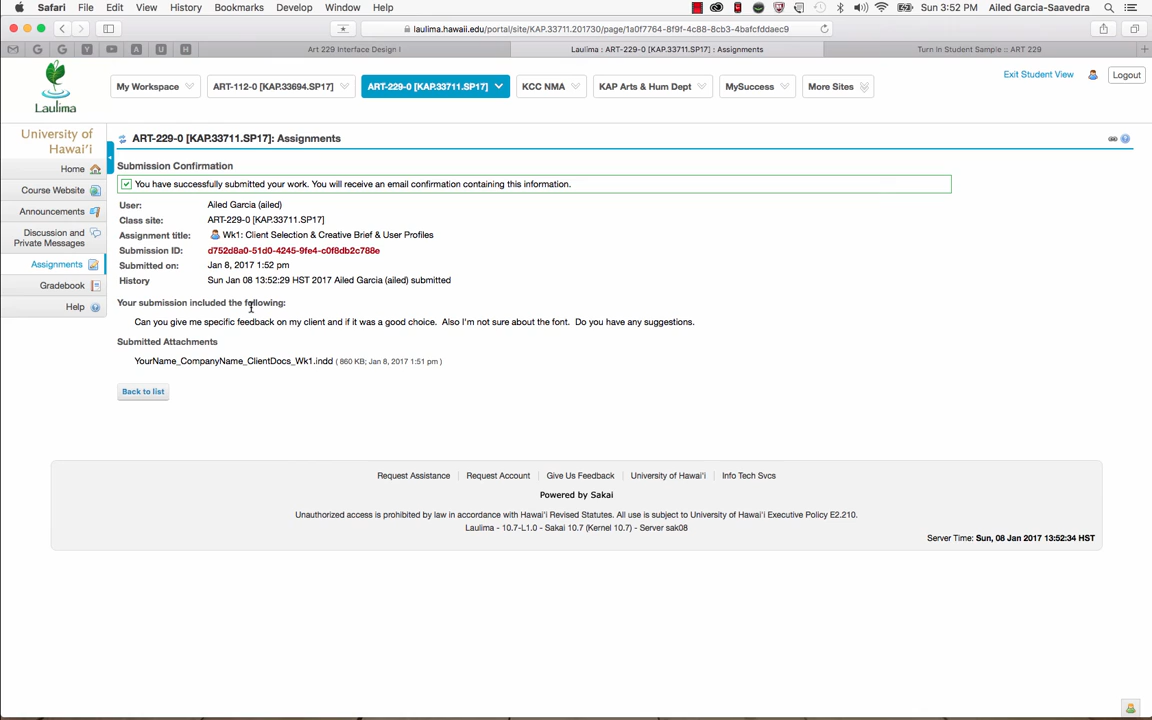 Safari File Edit View History Bookmarks Develop Window Help Sun 3:52 PM Ailed Garcia-Saavedra
laulima.hawaii.edu/portal/site/KAP.33711.201730/page/1a0f7764-8f9f-4c88-8cb3-4bafcfddaec9
Art 229 Interface Design I Laulima : ART-229-0 [KAP.33711.SP17] : Assignments Turn In Student Sample :: ART 229
Exit Student View Logout
Laulima
My Workspace ART-112-0 [KAP.33694.SP17] ART-229-0 [KAP.33711.SP17] KCC NMA KAP Arts & Hum Dept MySuccess More Sites
University of
Hawai'i
Home
Course Website
Announcements
Discussion and
Private Messages
Assignments
Gradebook
Help
ART-229-0 [KAP.33711.SP17]: Assignments
Submission Confirmation
You have successfully submitted your work. You will receive an email confirmation containing this information.
User: Ailed Garcia (ailed)
Class site: ART-229-0 [KAP.33711.SP17]
Assignment title: Wk1: Client Selection & Creative Brief & User Profiles
Submission ID: d752d8a0-51d0-4245-9fe4-c0f8db2c788e
Submitted on: Jan 8, 2017 1:52 pm
History Sun Jan 08 13:52:29 HST 2017 Ailed Garcia (ailed) submitted
Your submission included the following:
Can you give me specific feedback on my client and if it was a good choice. Also I'm not sure about the font. Do you have any suggestions.
Submitted Attachments
YourName_CompanyName_ClientDocs_Wk1.indd ( 860 KB; Jan 8, 2017 1:51 pm )
Back to list
Request Assistance Request Account Give Us Feedback University of Hawai'i Info Tech Svcs
Powered by Sakai
Unauthorized access is prohibited by law in accordance with Hawai'i Revised Statutes. All use is subject to University of Hawai'i Executive Policy E2.210.
Laulima - 10.7-L1.0 - Sakai 10.7 (Kernel 10.7) - Server sak08
Server Time: Sun, 08 Jan 2017 13:52:34 HST